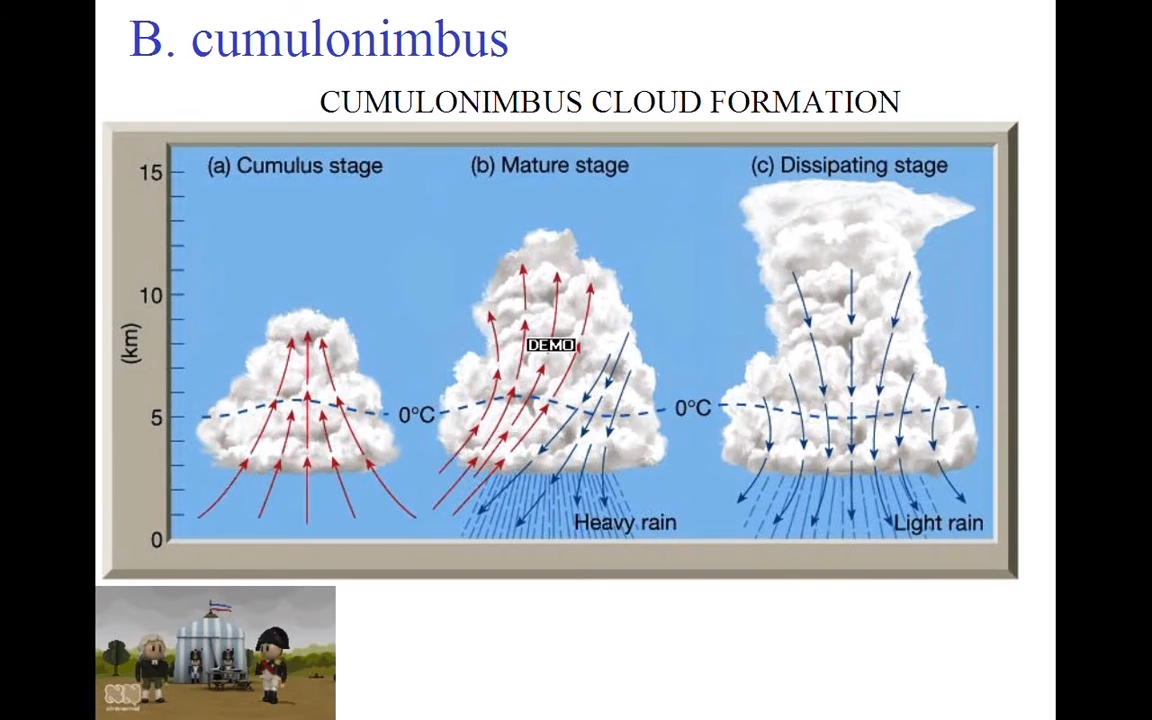 B. cumulonimbus
CUMULONIMBUS CLOUD FORMATION
(a) Cumulus stage
(b) Mature stage
(c) Dissipating stage
15
10
(km)
5
0
0°C
0°C
DEMO
Heavy rain
Light rain